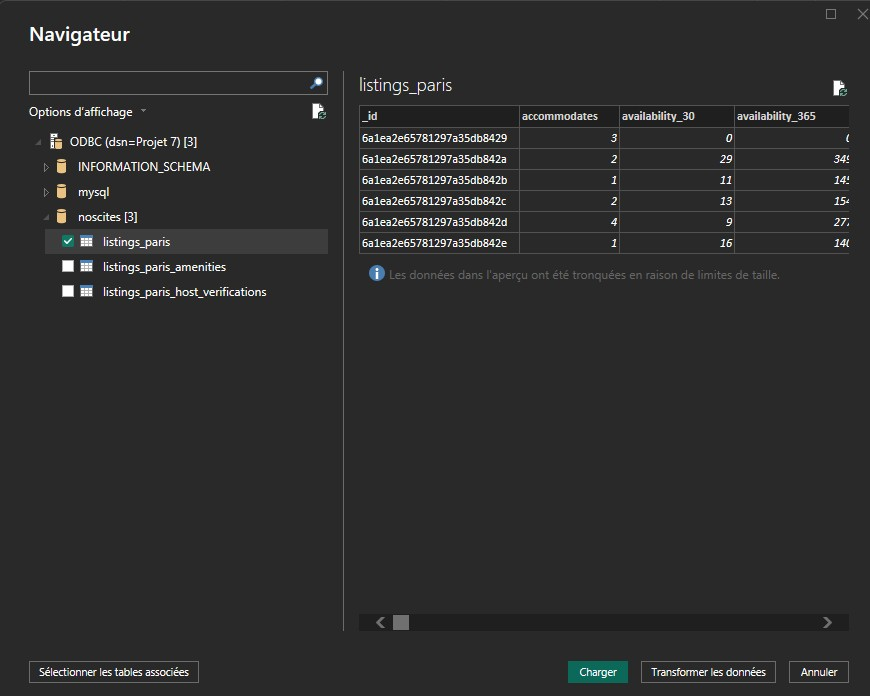 Navigateur
Options d'affichage
ODBC (dsn=Projet 7) [3]
INFORMATION_SCHEMA
mysql
noscites [3]
listings_paris
listings_paris_amenities
listings_paris_host_verifications
listings_paris
_id accommodates availability_30 availability_365
6a1ea2e65781297a35db8429 3 0
6a1ea2e65781297a35db842a 2 29 349
6a1ea2e65781297a35db842b 1 11 145
6a1ea2e65781297a35db842c 2 13 154
6a1ea2e65781297a35db842d 4 9 277
6a1ea2e65781297a35db842e 1 16 140
Les données dans l'aperçu ont été tronquées en raison de limites de taille.
Sélectionner les tables associées
Charger
Transformer les données
Annuler